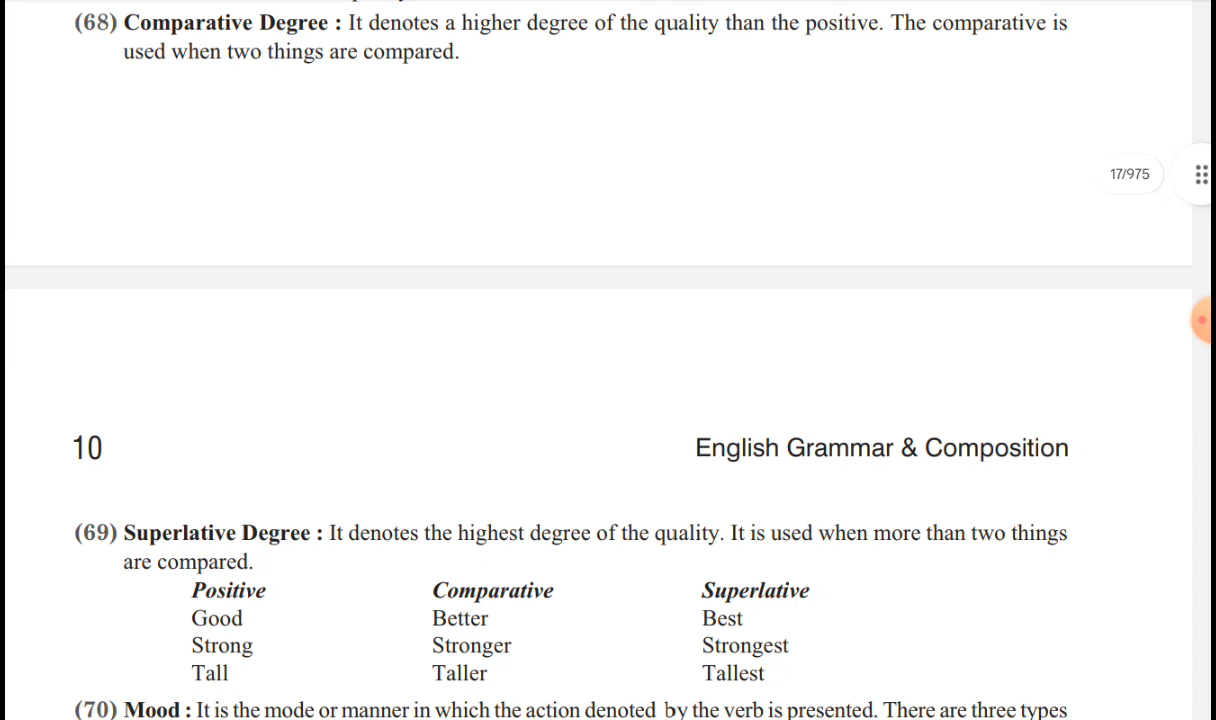 (68) Comparative Degree : It denotes a higher degree of the quality than the positive. The comparative is
used when two things are compared.
17/975
10
English Grammar & Composition
(69) Superlative Degree : It denotes the highest degree of the quality. It is used when more than two things
are compared.
Positive Comparative Superlative
Good Better Best
Strong Stronger Strongest
Tall Taller Tallest
(70) Mood : It is the mode or manner in which the action denoted by the verb is presented. There are three types